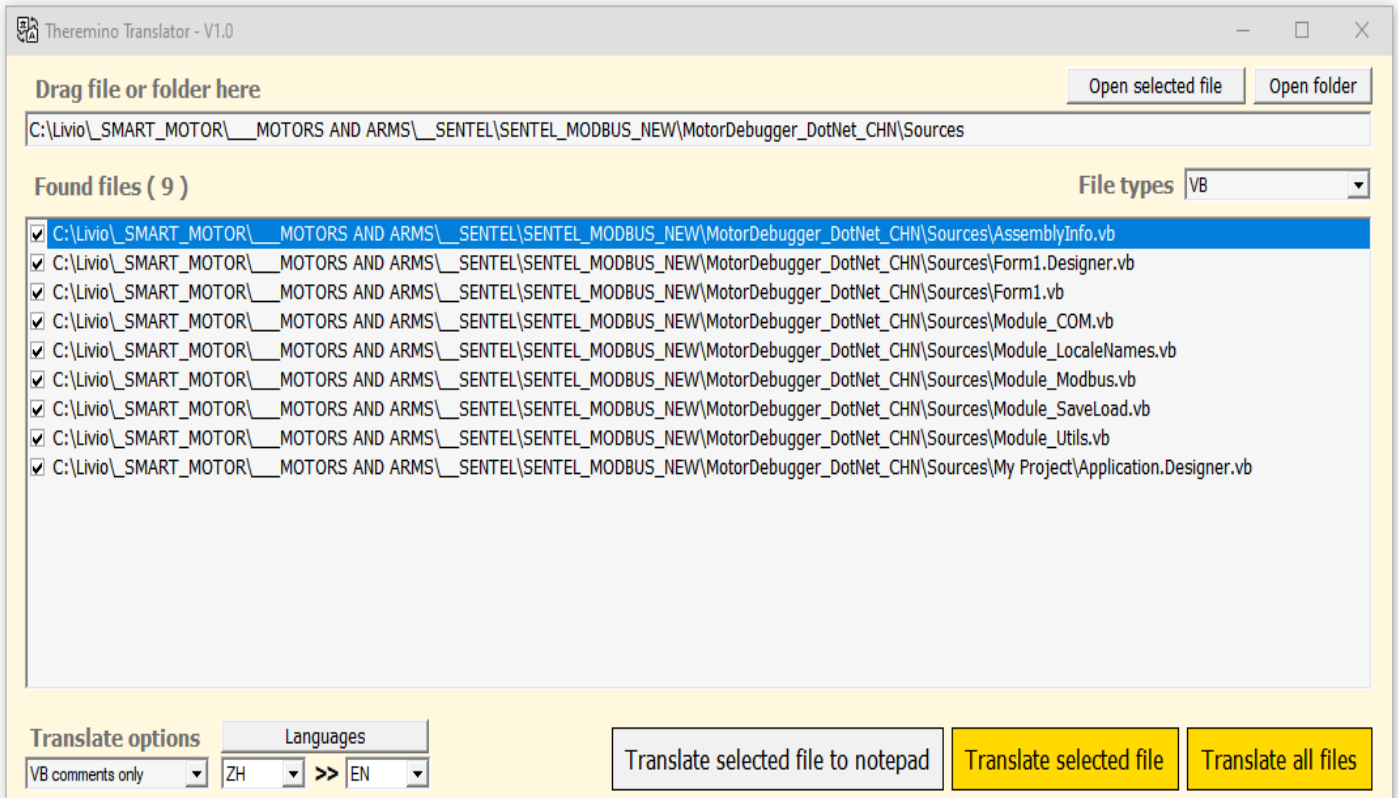 Theremino Translator - V1.0
Drag file or folder here
Open selected file
Open folder
C:\Livio\_SMART_MOTOR\___MOTORS AND ARMS\__SENTEL\SENTEL_MODBUS_NEW\MotorDebugger_DotNet_CHN\Sources
Found files ( 9 )
File types
VB
C:\Livio\_SMART_MOTOR\___MOTORS AND ARMS\__SENTEL\SENTEL_MODBUS_NEW\MotorDebugger_DotNet_CHN\Sources\AssemblyInfo.vb
C:\Livio\_SMART_MOTOR\___MOTORS AND ARMS\__SENTEL\SENTEL_MODBUS_NEW\MotorDebugger_DotNet_CHN\Sources\Form1.Designer.vb
C:\Livio\_SMART_MOTOR\___MOTORS AND ARMS\__SENTEL\SENTEL_MODBUS_NEW\MotorDebugger_DotNet_CHN\Sources\Form1.vb
C:\Livio\_SMART_MOTOR\___MOTORS AND ARMS\__SENTEL\SENTEL_MODBUS_NEW\MotorDebugger_DotNet_CHN\Sources\Module_COM.vb
C:\Livio\_SMART_MOTOR\___MOTORS AND ARMS\__SENTEL\SENTEL_MODBUS_NEW\MotorDebugger_DotNet_CHN\Sources\Module_LocaleNames.vb
C:\Livio\_SMART_MOTOR\___MOTORS AND ARMS\__SENTEL\SENTEL_MODBUS_NEW\MotorDebugger_DotNet_CHN\Sources\Module_Modbus.vb
C:\Livio\_SMART_MOTOR\___MOTORS AND ARMS\__SENTEL\SENTEL_MODBUS_NEW\MotorDebugger_DotNet_CHN\Sources\Module_SaveLoad.vb
C:\Livio\_SMART_MOTOR\___MOTORS AND ARMS\__SENTEL\SENTEL_MODBUS_NEW\MotorDebugger_DotNet_CHN\Sources\Module_Utils.vb
C:\Livio\_SMART_MOTOR\___MOTORS AND ARMS\__SENTEL\SENTEL_MODBUS_NEW\MotorDebugger_DotNet_CHN\Sources\My Project\Application.Designer.vb
Translate options
Languages
VB comments only
ZH
>>
EN
Translate selected file to notepad
Translate selected file
Translate all files